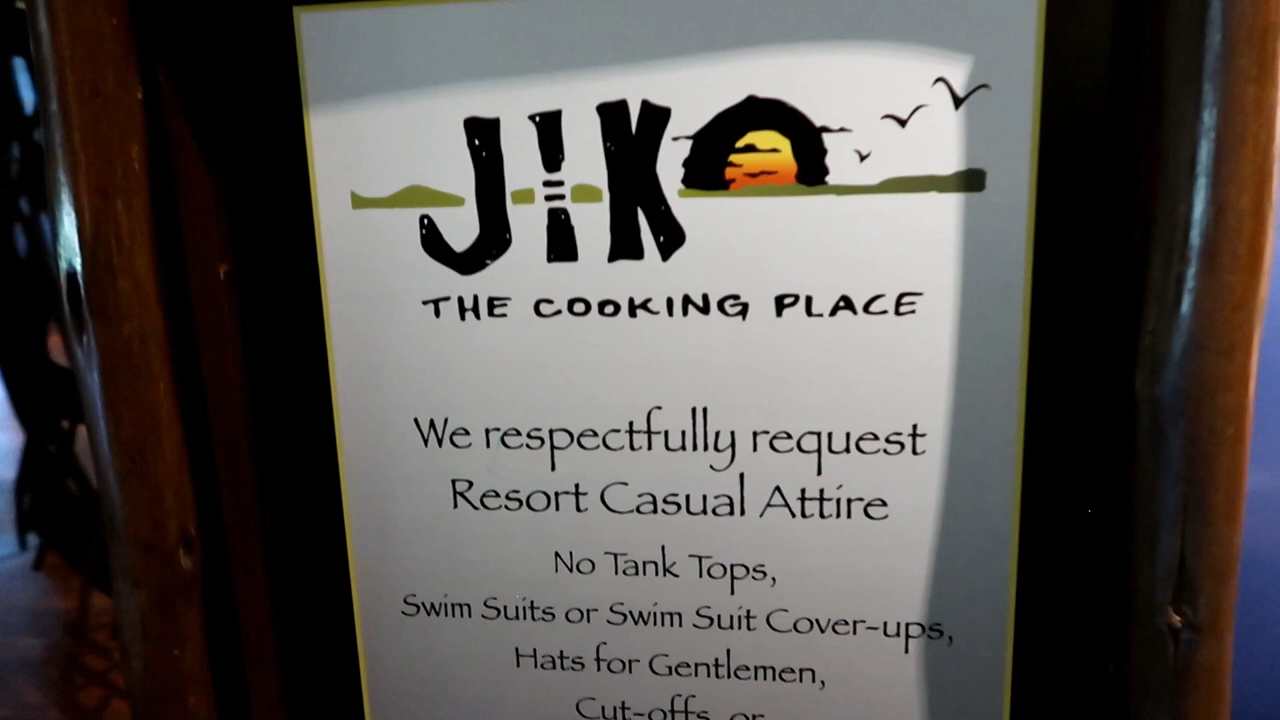 JIKO
THE COOKING PLACE
We respectfully request
Resort Casual Attire
No Tank Tops,
Swim Suits or Swim Suit Cover-ups,
Hats for Gentlemen,
Cut-offs, or